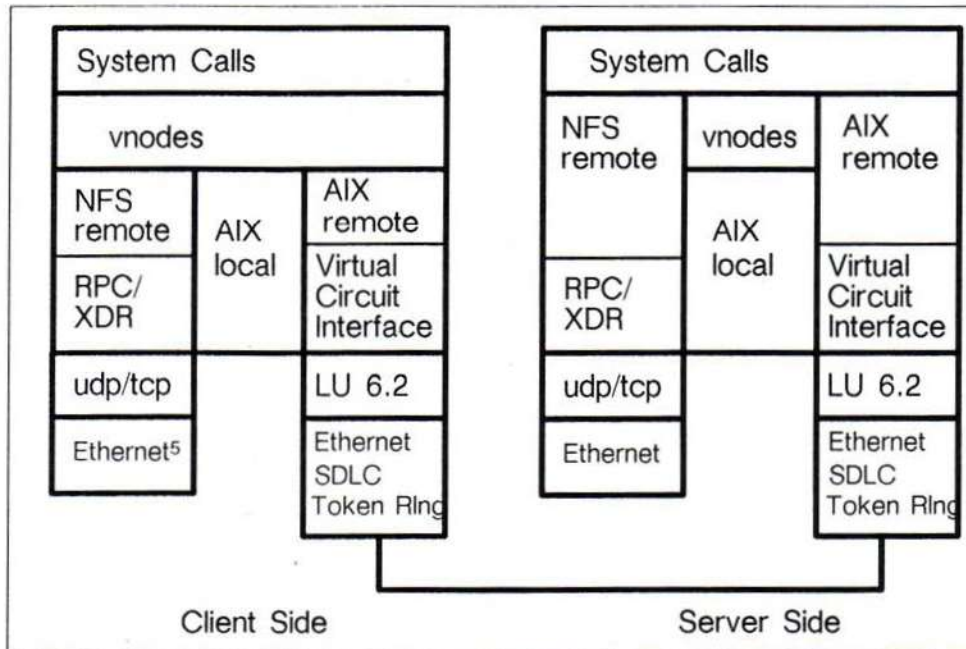 System Calls
vnodes
NFS
remote
AIX
local
AIX
remote
RPC/
XDR
Virtual
Circuit
Interface
udp/tcp
LU 6.2
Ethernet⁵
Ethernet
SDLC
Token RIng
Client Side
System Calls
NFS
remote
vnodes
AIX
remote
AIX
local
RPC/
XDR
Virtual
Circuit
Interface
udp/tcp
LU 6.2
Ethernet
Ethernet
SDLC
Token RIng
Server Side